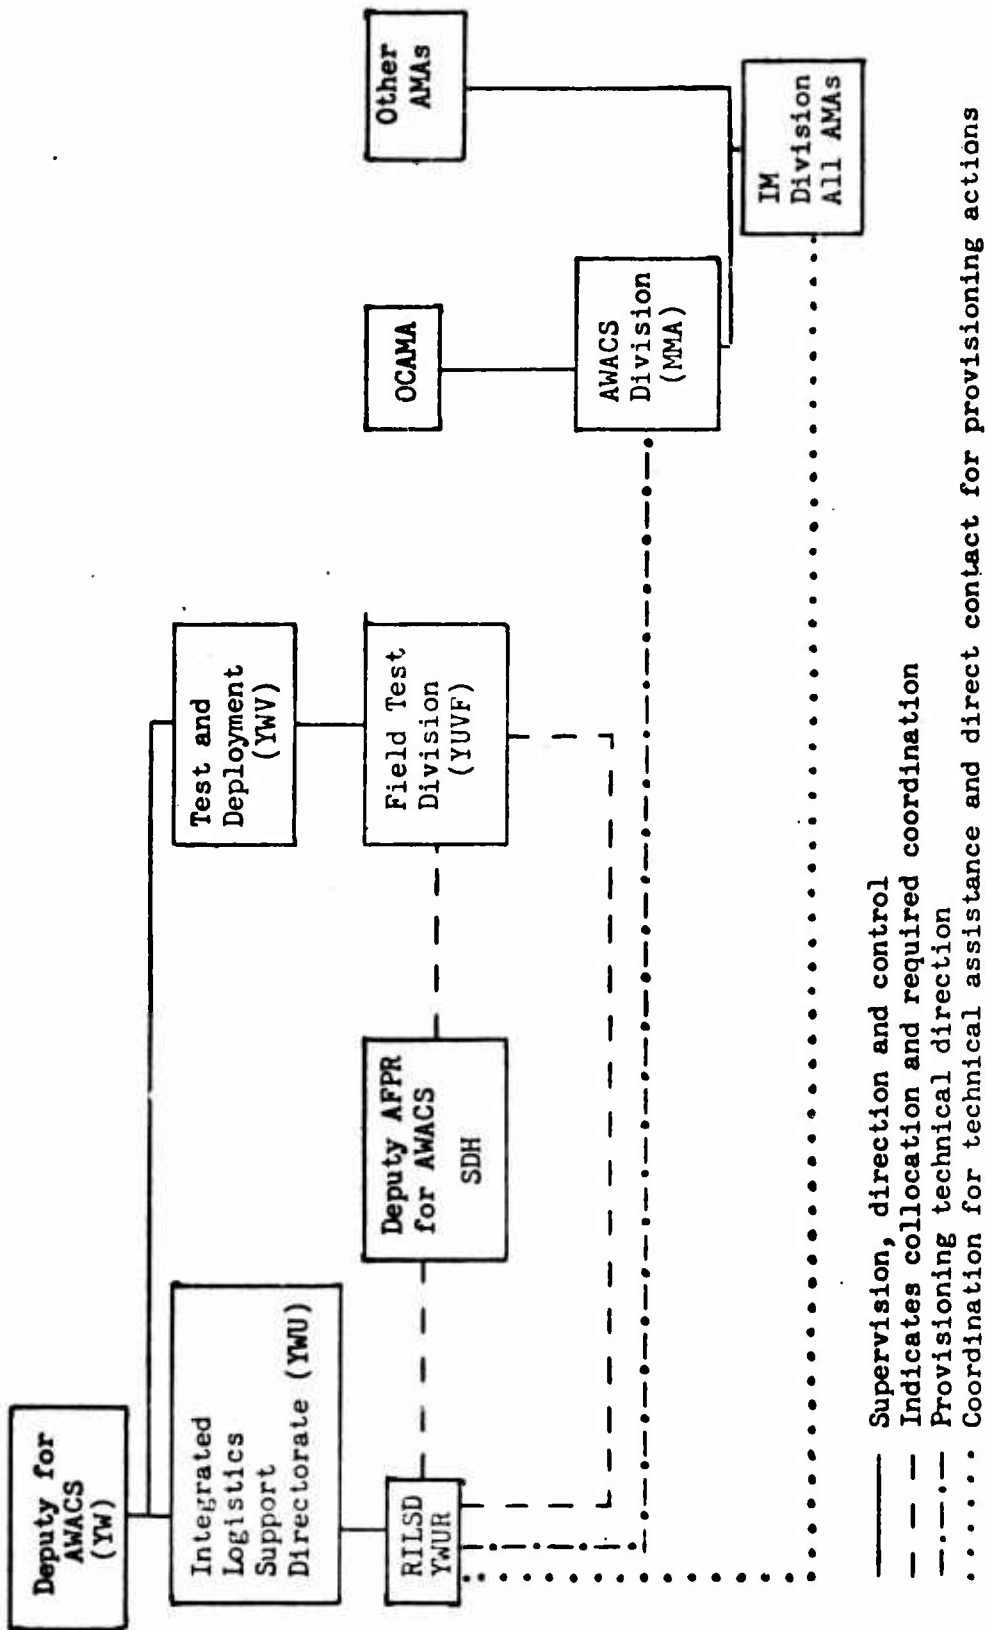 Deputy for
AWACS
(YW)
Integrated
Logistics
Support
Directorate (YWU)
Test and
Deployment
(YWV)
RILSD
YWUR
Deputy AFPR
for AWACS
SDH
Field Test
Division
(YUVF)
OCAMA
Other
AMAs
AWACS
Division
(MMA)
IM
Division
All AMAs
Supervision, direction and control
Indicates collocation and required coordination
Provisioning technical direction
Coordination for technical assistance and direct contact for provisioning actions